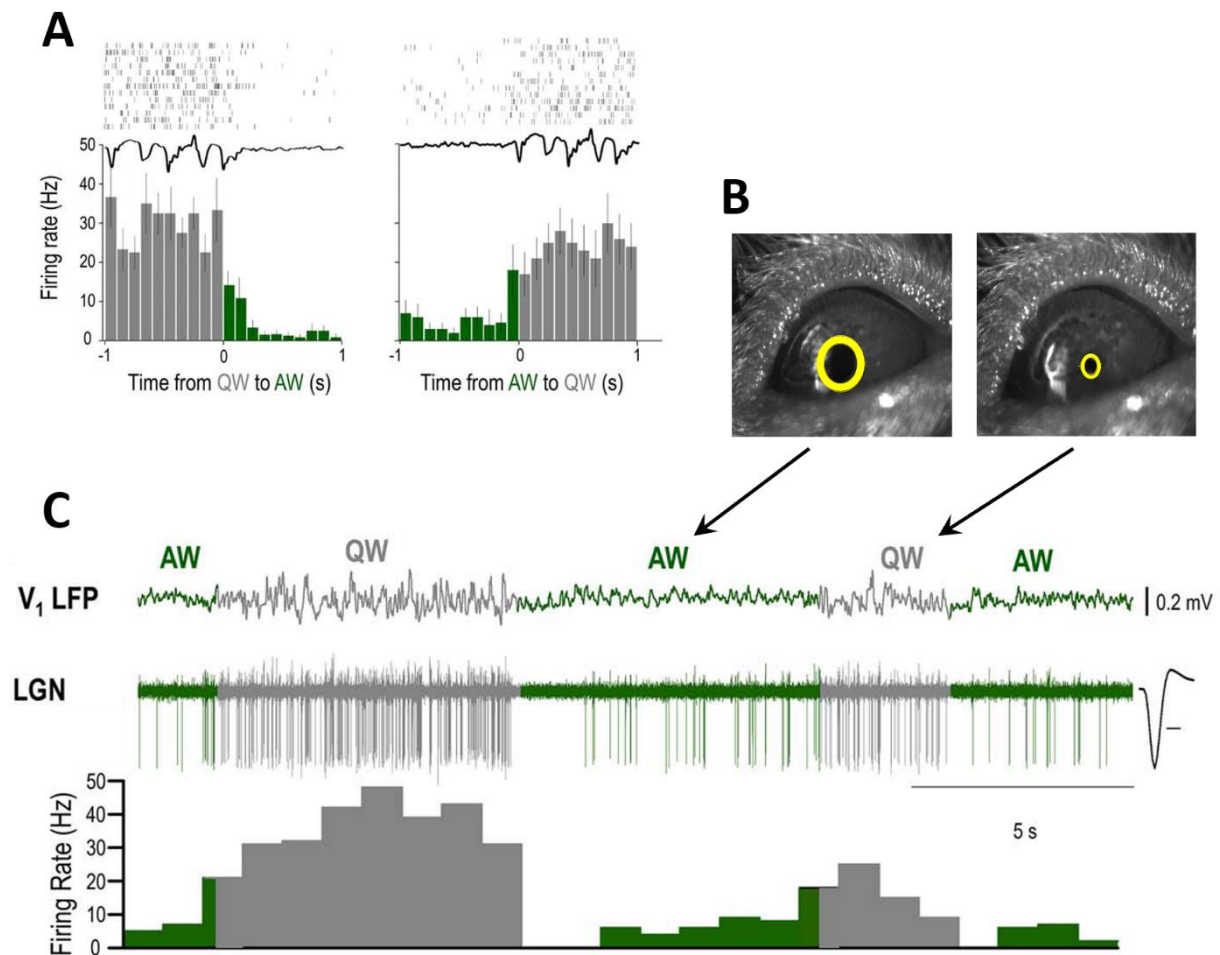 A
50
40
30
20
10
0
Firing rate (Hz)
-1 0 1
Time from QW to AW (s)
-1 0 1
Time from AW to QW (s)
B
C
AW QW AW QW AW
V1 LFP
0.2 mV
LGN
50
40
30
20
10
0
Firing Rate (Hz)
5 s